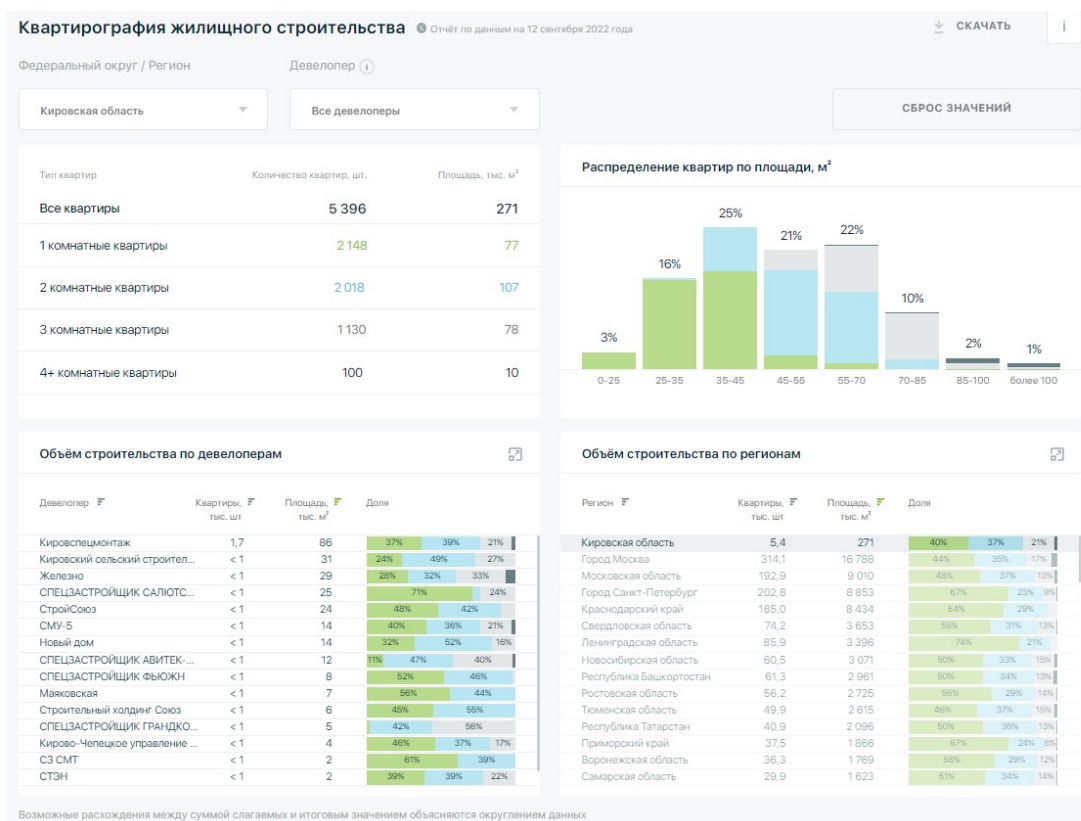 Квартирография жилищного строительства Отчёт по данным на 12 сентября 2022 года СКАЧАТЬ i
Федеральный округ / Регион Девелопер i
Кировская область Все девелоперы СБРОС ЗНАЧЕНИЙ
Тип квартир Количество квартир, шт. Площадь, тыс. м²
Все квартиры 5 396 271
1 комнатные квартиры 2 148 77
2 комнатные квартиры 2 018 107
3 комнатные квартиры 1 130 78
4+ комнатные квартиры 100 10
Распределение квартир по площади, м²
3% 16% 25% 21% 22% 10% 2% 1%
0-25 25-35 35-45 45-55 55-70 70-85 85-100 более 100
Объём строительства по девелоперам
Девелопер Квартиры, тыс. шт Площадь, тыс. м² Доля
Кировспецмонтаж 1,7 86 37% 39% 21%
Кировский сельский строител... < 1 31 24% 49% 27%
Железно < 1 29 28% 32% 33%
СПЕЦЗАСТРОЙЩИК САЛЮТС... < 1 25 71% 24%
СтройСоюз < 1 24 48% 42%
СМУ-5 < 1 14 40% 36% 21%
Новый дом < 1 14 32% 52% 16%
СПЕЦЗАСТРОЙЩИК АВИТЕК-... < 1 12 11% 47% 40%
СПЕЦЗАСТРОЙЩИК ФЬЮЖН < 1 8 52% 46%
Маяковская < 1 7 56% 44%
Строительный холдинг Союз < 1 6 45% 55%
СПЕЦЗАСТРОЙЩИК ГРАНДКО... < 1 5 42% 56%
Кирово-Чепецкое управление ... < 1 4 46% 37% 17%
СЗ СМТ < 1 2 61% 39%
СТЭН < 1 2 39% 39% 22%
Объём строительства по регионам
Регион Квартиры, тыс. шт Площадь, тыс. м² Доля
Кировская область 5,4 271 40% 37% 21%
Город Москва 314,1 16 788 44% 35% 17%
Московская область 192,9 9 010 48% 37% 13%
Город Санкт-Петербург 202,8 8 853 67% 23% 9%
Краснодарский край 185,0 8 434 64% 29%
Свердловская область 74,2 3 653 55% 31% 13%
Ленинградская область 85,9 3 396 74% 21%
Новосибирская область 60,5 3 071 50% 33% 15%
Республика Башкортостан 61,3 2 961 50% 34% 13%
Ростовская область 56,2 2 725 56% 29% 14%
Тюменская область 49,9 2 615 46% 37% 15%
Республика Татарстан 40,9 2 096 50% 36% 13%
Приморский край 37,5 1 866 67% 24% 8%
Воронежская область 36,3 1 769 58% 29% 12%
Самарская область 29,9 1 623 51% 34% 14%
Возможные расхождения между суммой слагаемых и итоговым значением объясняются округлением данных